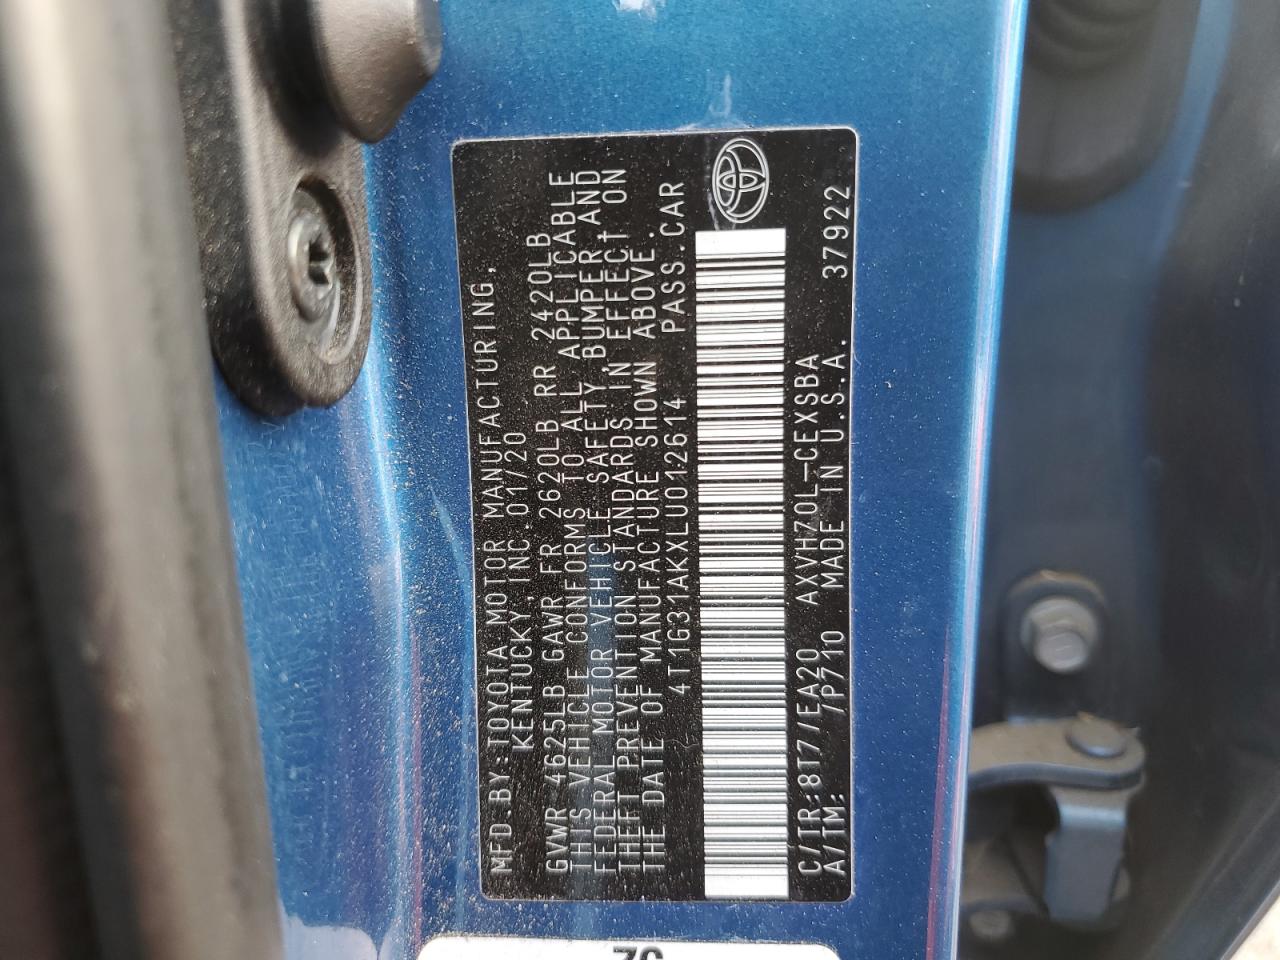 MFD.BY:TOYOTA MOTOR MANUFACTURING,
KENTUCKY INC. 01/20
GVWR 4625LB GAWR FR 2620LB RR 2420LB
THIS VEHICLE CONFORMS TO ALL APPLICABLE
FEDERAL MOTOR VEHICLE SAFETY, BUMPER AND
THEFT PREVENTION STANDARDS IN EFFECT ON
THE DATE OF MANUFACTURE SHOWN ABOVE.
4T1G31AKXLU012614 PASS.CAR
C/TR:8T7/EA20 AXVH70L-CEXSBA 37922
A/TM: 7P710 MADE IN U.S.A.